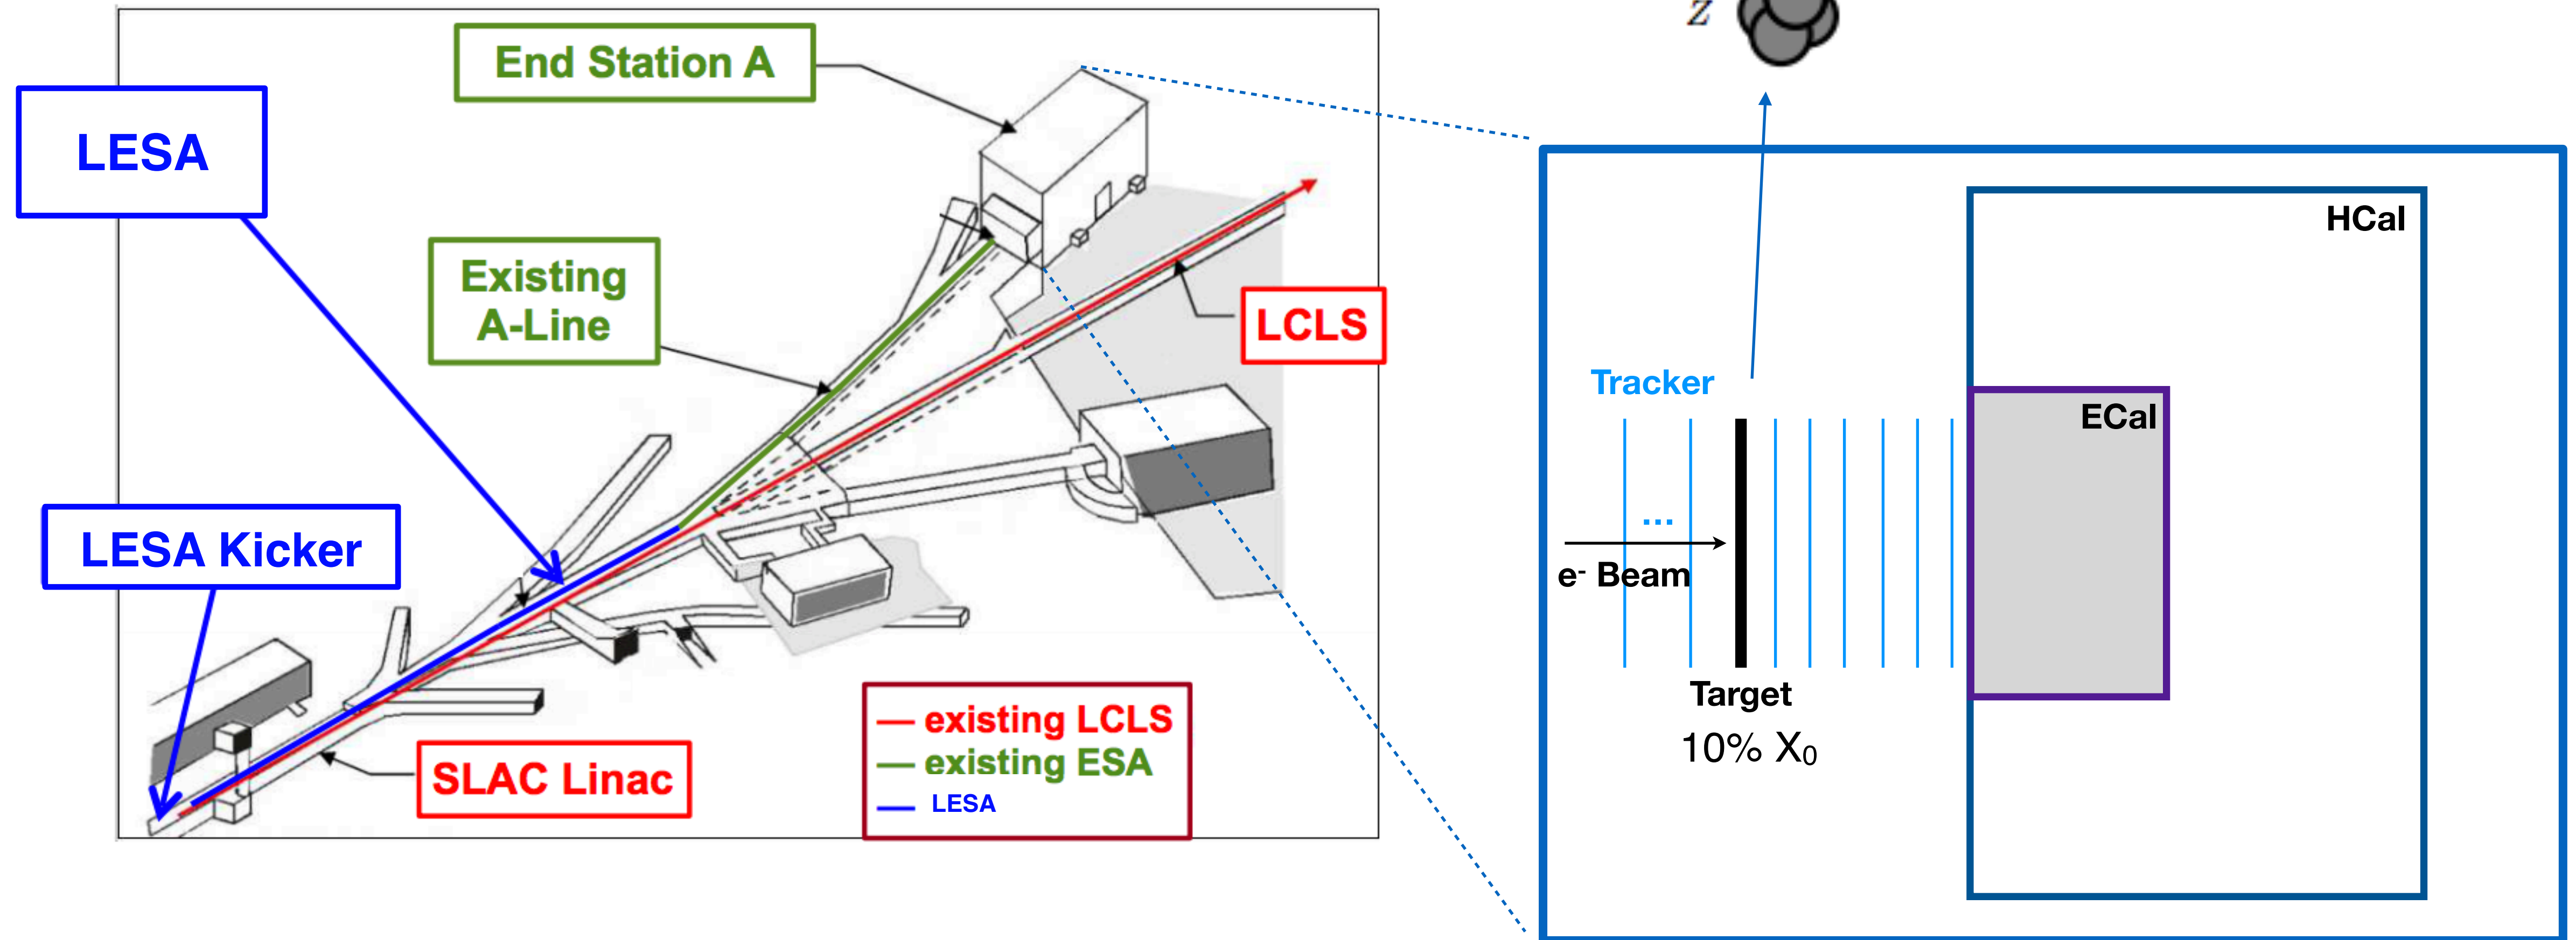 End Station A
LESA
Existing
A-Line
LCLS
LESA Kicker
SLAC Linac
existing LCLS
existing ESA
LESA
Z
HCal
Tracker
ECal
...
e- Beam
Target
10% X₀